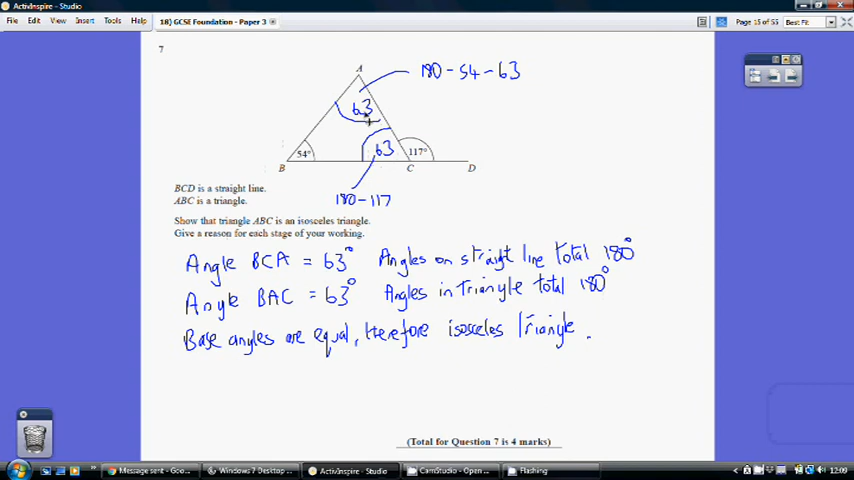 ActivInspire - Studio
File Edit View Insert Tools Help
18) GCSE Foundation - Paper 3
Page 15 of 55
Best Fit
7
A
180-54-63
63
63
54°
117°
B
C
D
180-117
BCD is a straight line.
ABC is a triangle.
Show that triangle ABC is an isosceles triangle.
Give a reason for each stage of your working.
Angle BCA = 63° Angles on straigt line total 180°
Angle BAC = 63° Angles in triangle total 180°
Base angles are equal, therefore isosceles Triangle.
(Total for Question 7 is 4 marks)
Message sent - Goo...
Windows 7 Desktop ...
ActivInspire - Studio
CamStudio - Open ...
Flashing
12:09